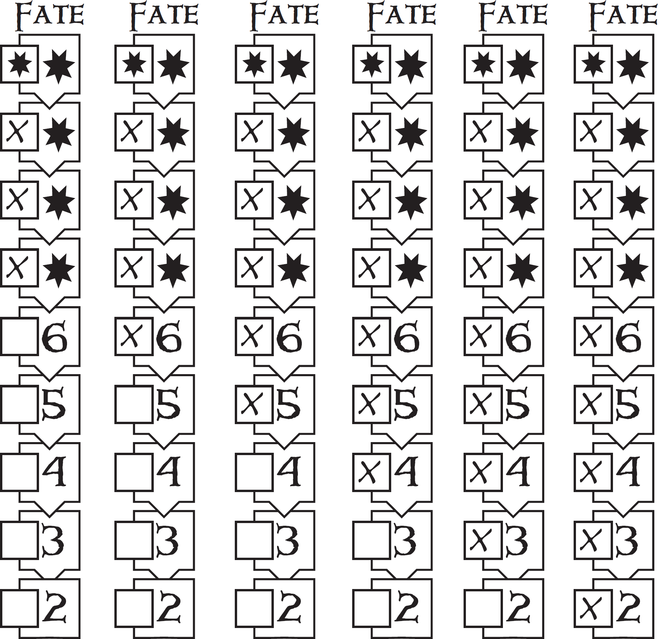 FATE FATE FATE FATE FATE FATE
X X X X X X
X X X X X X
X X X X X X
6 X 6 X 6 X 6 X 6 X 6
5 5 X 5 X 5 X 5 X 5
4 4 4 X 4 X 4 X 4
3 3 3 3 X 3 X 3
2 2 2 2 2 X 2